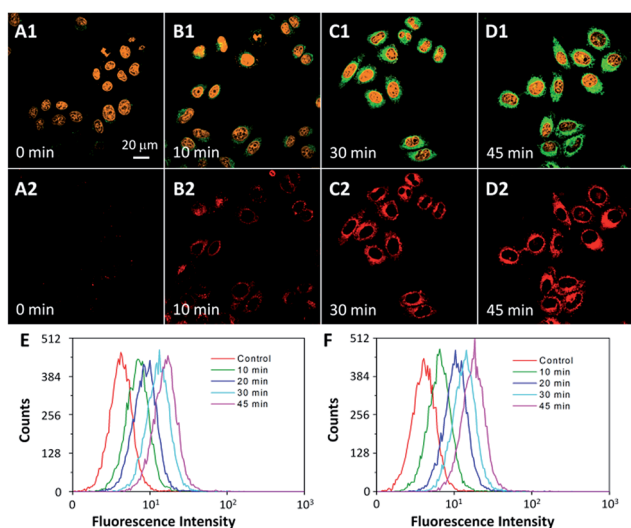 A1
B1
C1
D1
0 min
20 µm
10 min
30 min
45 min
A2
B2
C2
D2
0 min
10 min
30 min
45 min
E
512
384
256
128
0
Counts
Control
10 min
20 min
30 min
45 min
0
10¹
10²
10³
Fluorescence Intensity
F
512
384
256
128
0
Counts
Control
10 min
20 min
30 min
45 min
0
10¹
10²
10³
Fluorescence Intensity